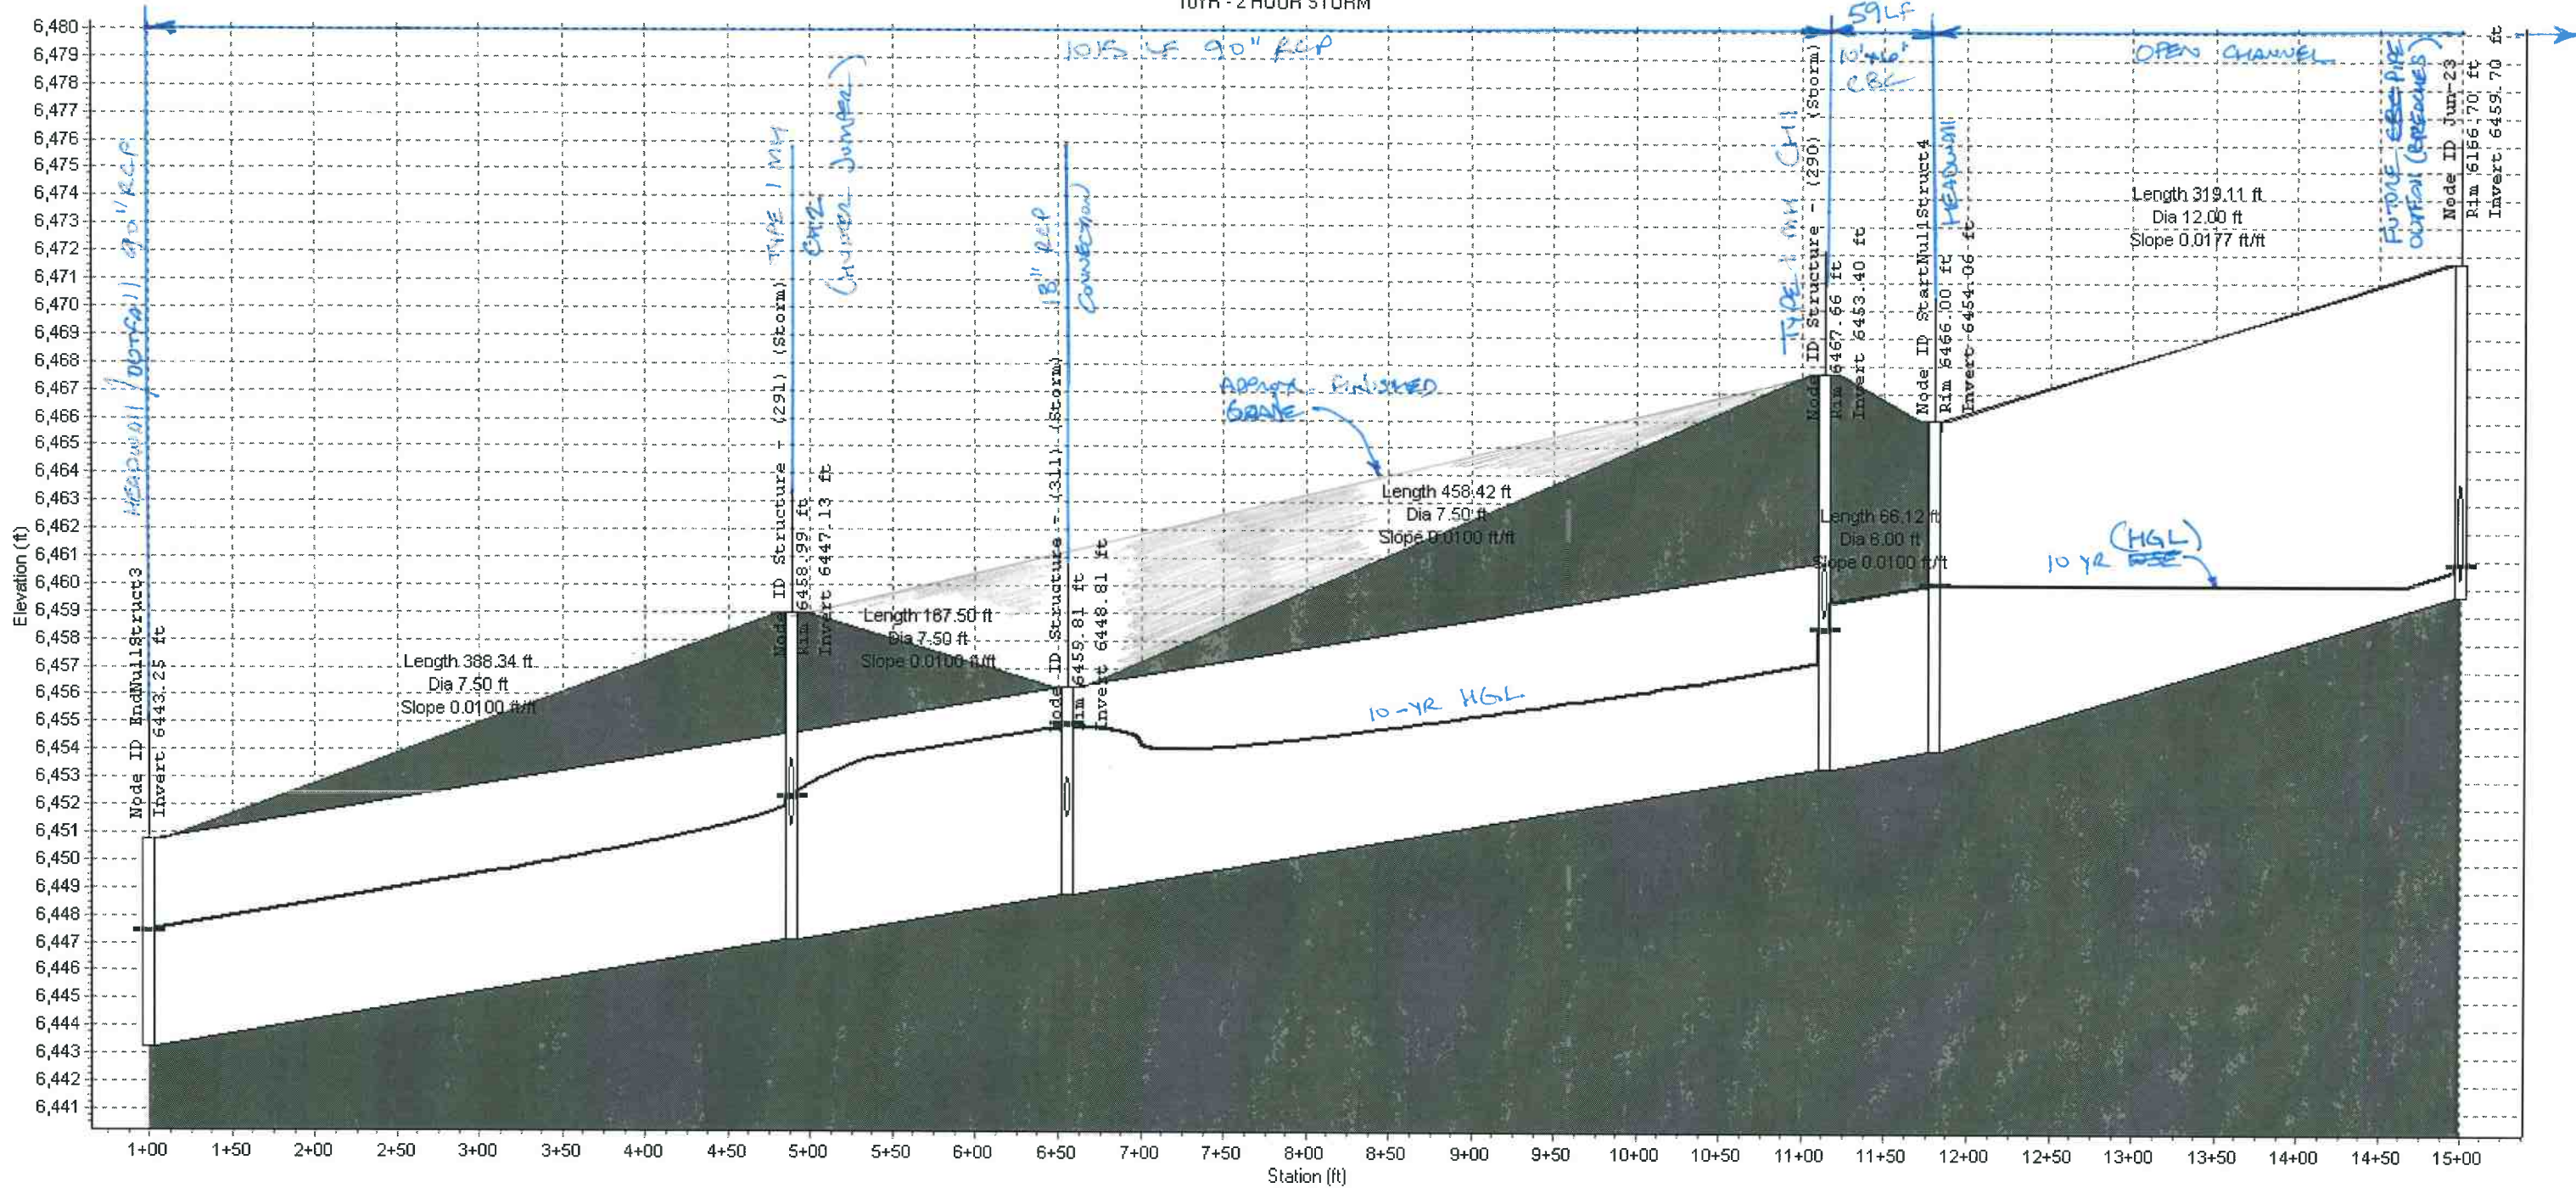 10YR - 2 HOUR STORM
59 LF
1015 LF 90" RCP
OPEN CHANNEL
CBC
Elevation (ft)
6,480
6,479
6,478
6,477
6,476
6,475
6,474
6,473
6,472
6,471
6,470
6,469
6,468
6,467
6,466
6,465
6,464
6,463
6,462
6,461
6,460
6,459
6,458
6,457
6,456
6,455
6,454
6,453
6,452
6,451
6,450
6,449
6,448
6,447
6,446
6,445
6,444
6,443
6,442
6,441
HEADWALL/OUTFALL 90" RCP
Node ID EndNullStruct3
Invert 6443.25 ft
Length 388.34 ft
Dia 7.50 ft
Slope 0.0100 ft/ft
TYPE 1 MH
CH2
(HYDER JUMPER)
Node ID Structure - (291) (Storm)
Rim 6458.99 ft
Invert 6447.13 ft
Length 167.50 ft
Dia 7.50 ft
Slope 0.0100 ft/ft
18" RCP
CONNECTION
Node ID Structure - (311) (Storm)
Rim 6459.81 ft
Invert 6448.81 ft
APPROX. FINISHED
GRADE
Length 458.42 ft
Dia 7.50 ft
Slope 0.0100 ft/ft
10-YR HGL
TYPE 1 MH CH1
Node ID Structure - (290) (Storm)
Rim 6467.66 ft
Invert 6453.40 ft
Length 66.12 ft
Dia 6.00 ft
Slope 0.0100 ft/ft
HEADWALL
Node ID StartNullStruct4
Rim 6466.00 ft
Invert 6454.06 ft
Length 319.11 ft
Dia 12.00 ft
Slope 0.0177 ft/ft
10 YR (HGL)
FUTURE PIPE
OUTFALL (BREACHES)
Node ID Jun-23
Rim 6166.70 ft
Invert 6459.70 ft
1+00 1+50 2+00 2+50 3+00 3+50 4+00 4+50 5+00 5+50 6+00 6+50 7+00 7+50 8+00 8+50 9+00 9+50 10+00 10+50 11+00 11+50 12+00 12+50 13+00 13+50 14+00 14+50 15+00
Station (ft)